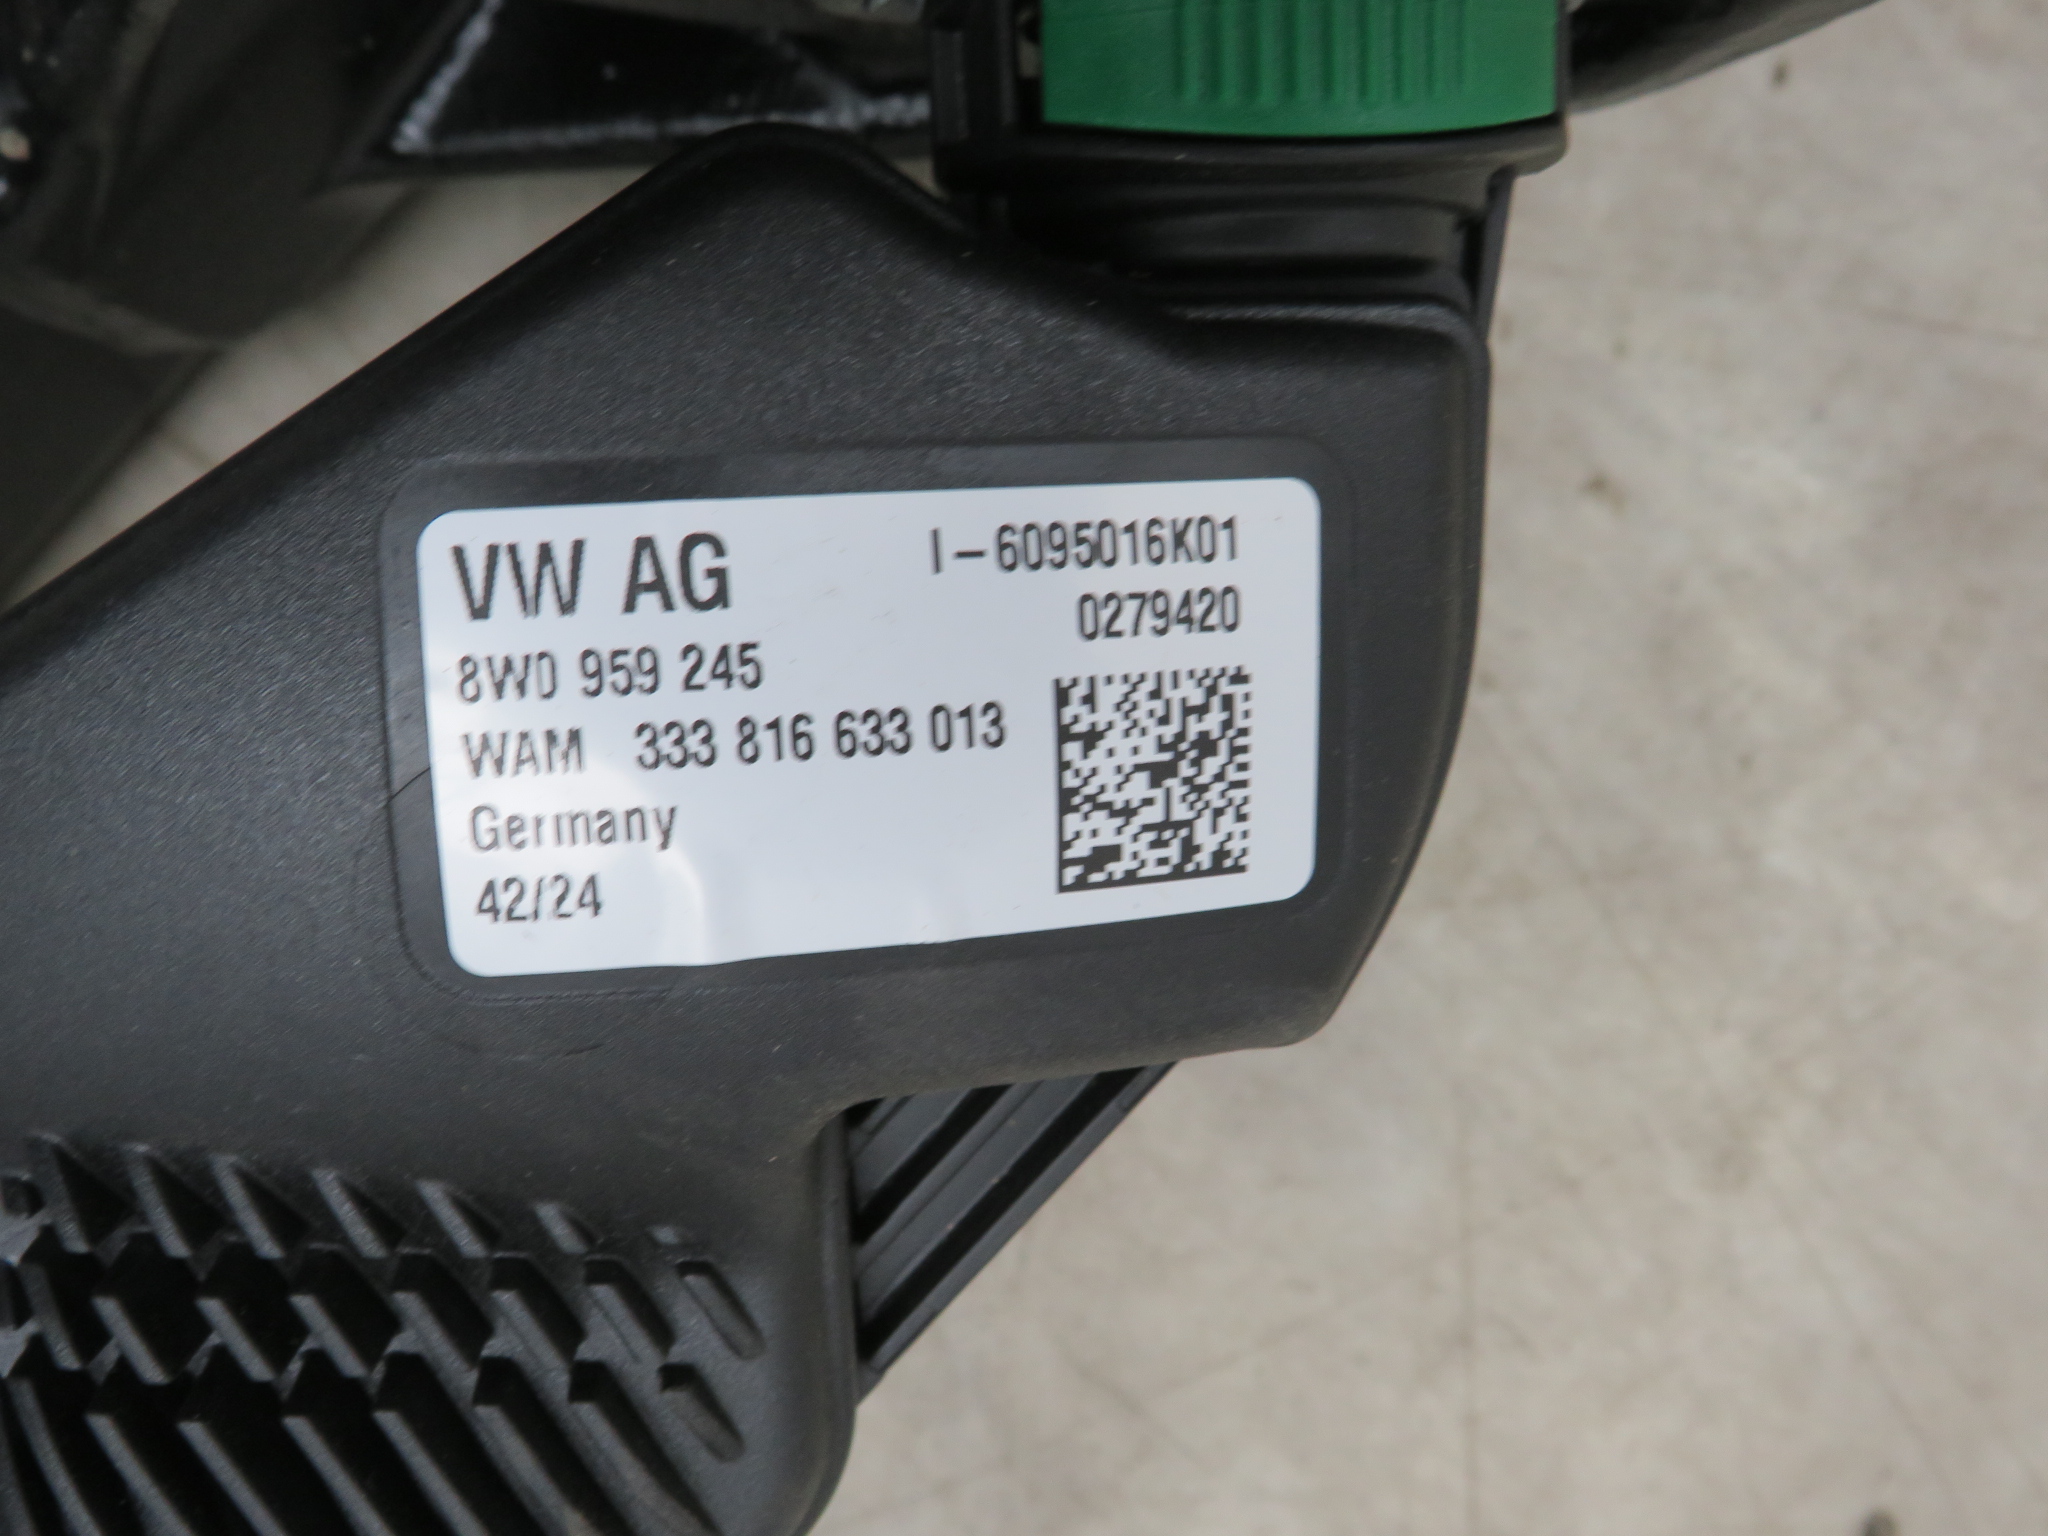 VW AG
I-6095016K01
0279420
8W0 959 245
WAM 333 816 633 013
Germany
42/24